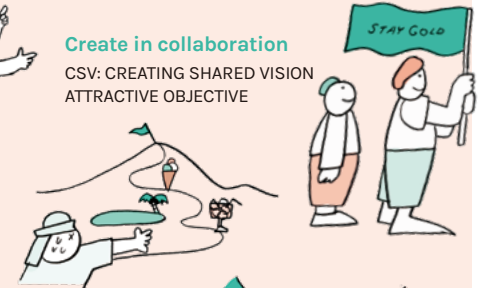 Create in collaboration
CSV: CREATING SHARED VISION
ATTRACTIVE OBJECTIVE
STAY GOLD